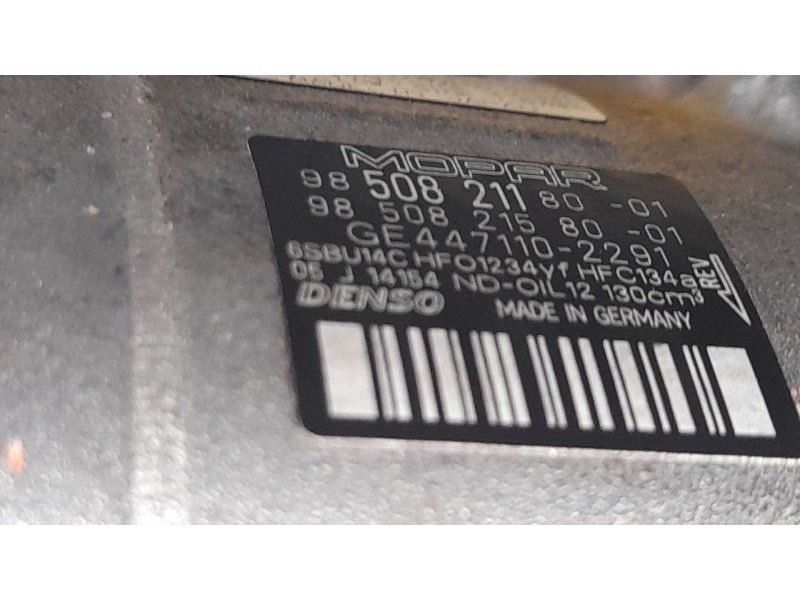 MOPAR
98 508 211 80 -01
98 508 215 80 -01
GE447110-2291
6SBU14C HFO1234yf HFC134a
06 J 14154 ND-OIL12 130cm³
REV
DENSO MADE IN GERMANY